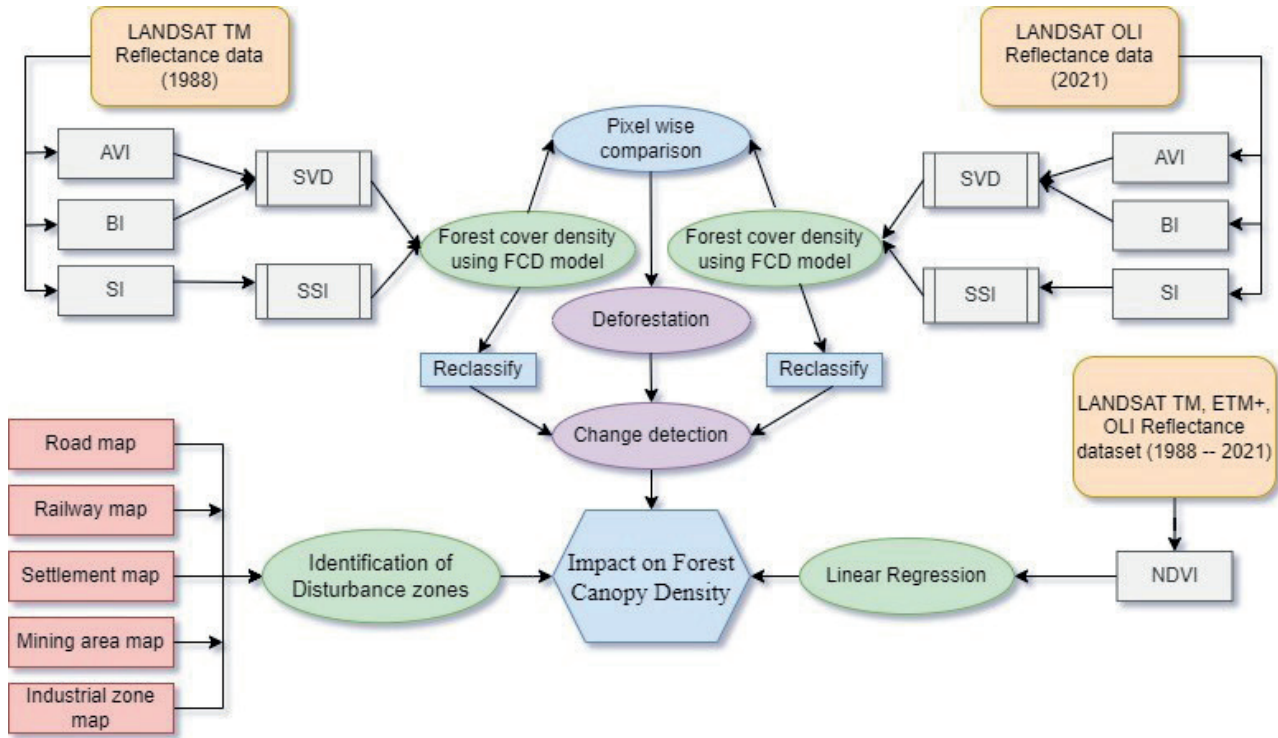 LANDSAT TM
Reflectance data
(1988)
LANDSAT OLI
Reflectance data
(2021)
Pixel wise
comparison
AVI
SVD
BI
SI
SSI
Forest cover density
using FCD model
Forest cover density
using FCD model
SVD
AVI
BI
SSI
SI
Deforestation
Reclassify
Reclassify
Change detection
LANDSAT TM, ETM+,
OLI Reflectance
dataset (1988 -- 2021)
Road map
Railway map
Settlement map
Mining area map
Industrial zone
map
Identification of
Disturbance zones
Impact on Forest
Canopy Density
Linear Regression
NDVI